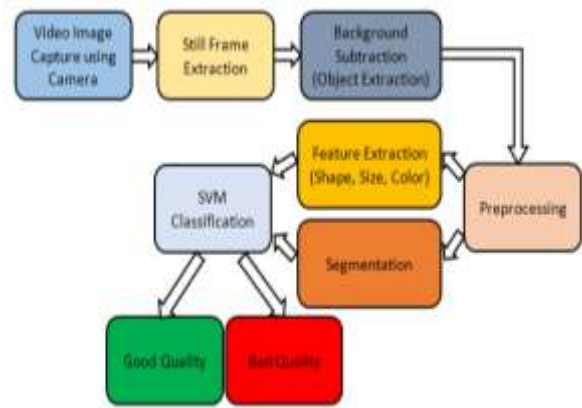 Video Image
Capture using
Camera
Still Frame
Extraction
Background
Subtraction
(Object Extraction)
Feature Extraction
(Shape, Size, Color)
Preprocessing
SVM
Classification
Segmentation
Good Quality
Bad Quality